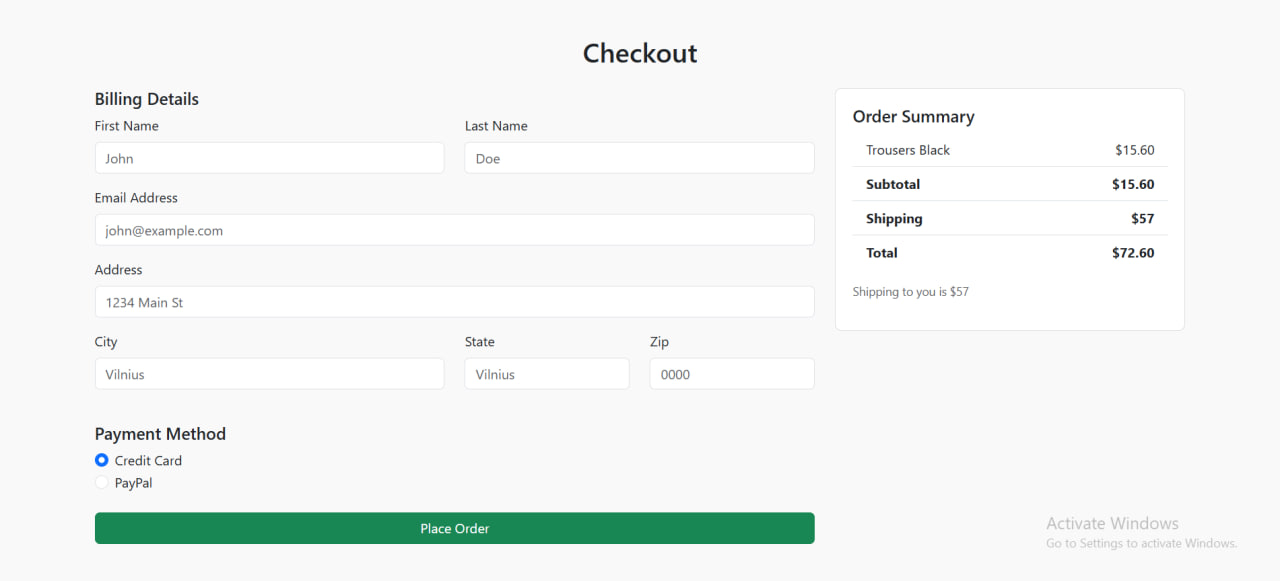 Checkout
Billing Details
First Name
Last Name
John
Doe
Email Address
john@example.com
Address
1234 Main St
City
State
Zip
Vilnius
Vilnius
0000
Payment Method
Credit Card
PayPal
Place Order
Order Summary
Trousers Black $15.60
Subtotal $15.60
Shipping $57
Total $72.60
Shipping to you is $57
Activate Windows
Go to Settings to activate Windows.